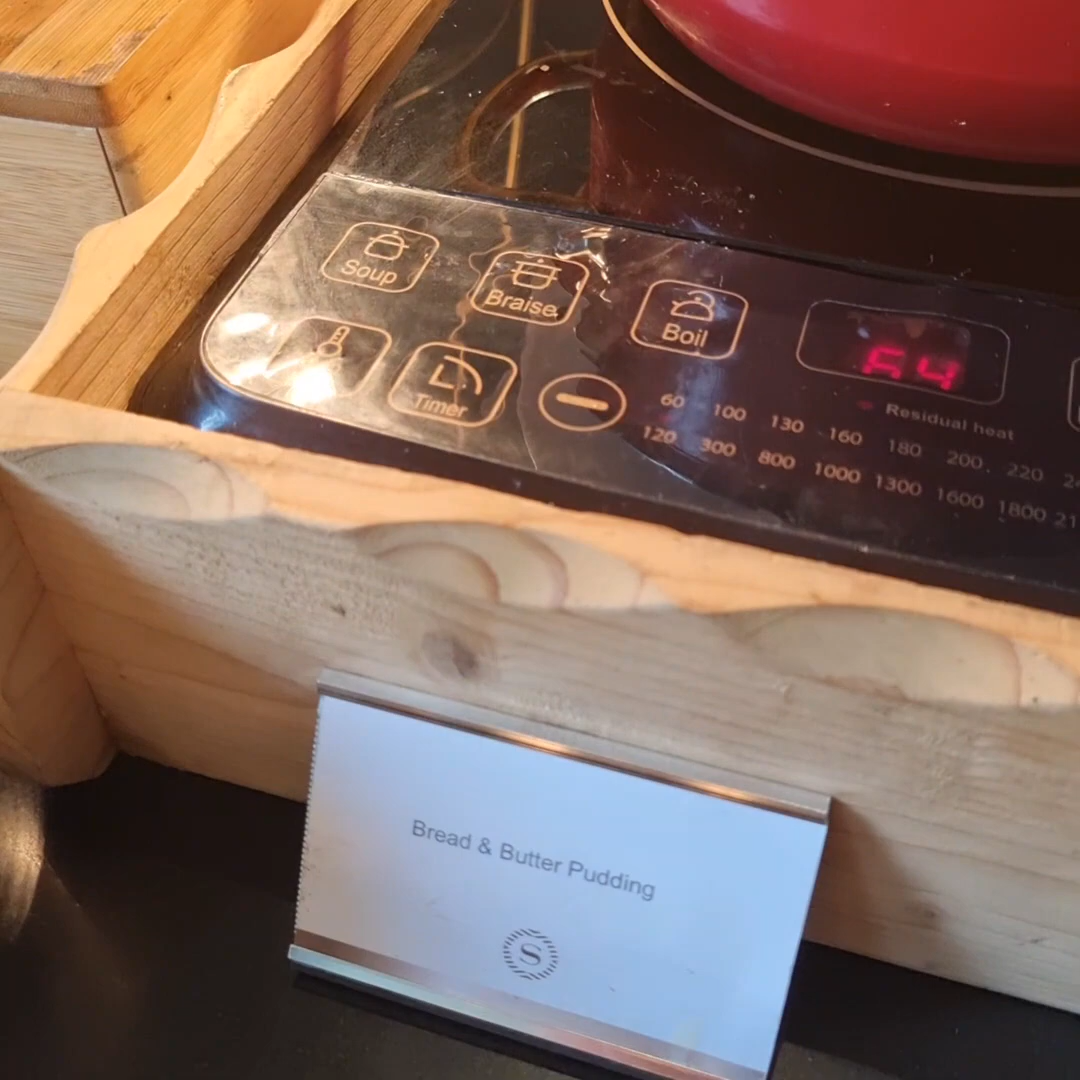 Soup
Braise
Boil
Timer
Residual heat
60 100 130 160 180 200 220
120 300 800 1000 1300 1600 1800
Bread & Butter Pudding
S